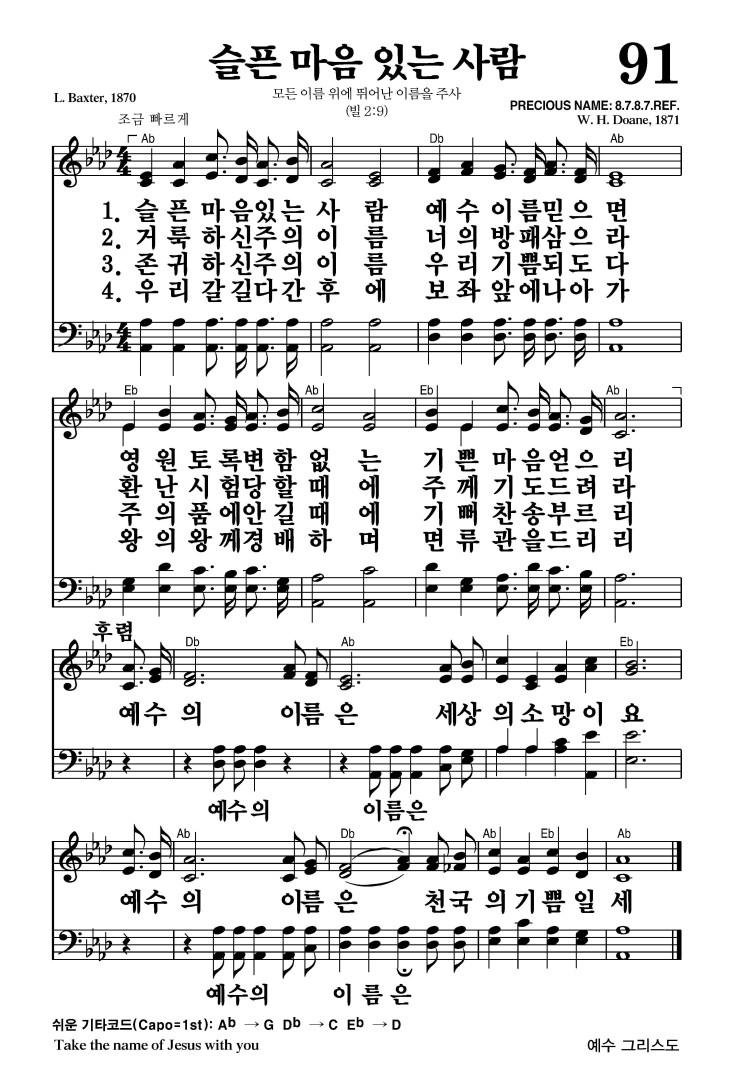 슬픈 마음 있는 사람
91
L. Baxter, 1870
모든 이름 위에 뛰어난 이름을 주사
(빌 2:9)
PRECIOUS NAME: 8.7.8.7.REF.
W. H. Doane, 1871
조금 빠르게
Ab Db Ab
1. 슬 픈 마 음있 는 사 람 예 수 이 름믿 으 면
2. 거 룩 하 신주 의 이 름 너 의 방 패삼 으 라
3. 존 귀 하 신주 의 이 름 우 리 기 쁨되 도 다
4. 우 리 갈 길다 간 후 에 보 좌 앞 에나 아 가
Eb Ab Eb Ab
영 원 토 록변 함 없 는 기 쁜 마 음얻 으 리
환 난 시 험당 할 때 에 주 께 기 도드 려 라
주 의 품 에안 길 때 에 기 뻐 찬 송부 르 리
왕 의 왕 께경 배 하 며 면 류 관 을드 리 리
후렴
Db Ab Eb
예수 의 이름 은 세상 의 소 망 이 요
예수의 이름은
Ab Db Ab Eb Ab
예수 의 이름 은 천국 의 기 쁨 일 세
예수의 이 름 은
쉬운 기타코드(Capo=1st): Ab → G Db → C Eb → D
Take the name of Jesus with you
예수 그리스도